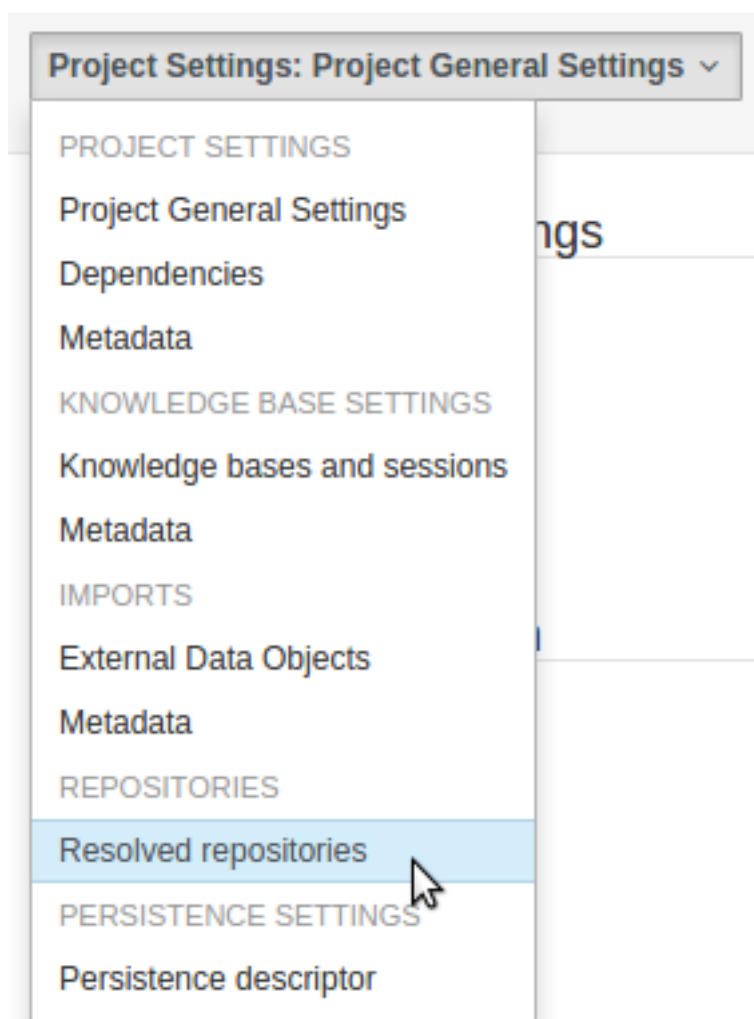 Project Settings: Project General Settings
PROJECT SETTINGS
Project General Settings
ngs
Dependencies
Metadata
KNOWLEDGE BASE SETTINGS
Knowledge bases and sessions
Metadata
IMPORTS
External Data Objects
Metadata
REPOSITORIES
Resolved repositories
PERSISTENCE SETTINGS
Persistence descriptor